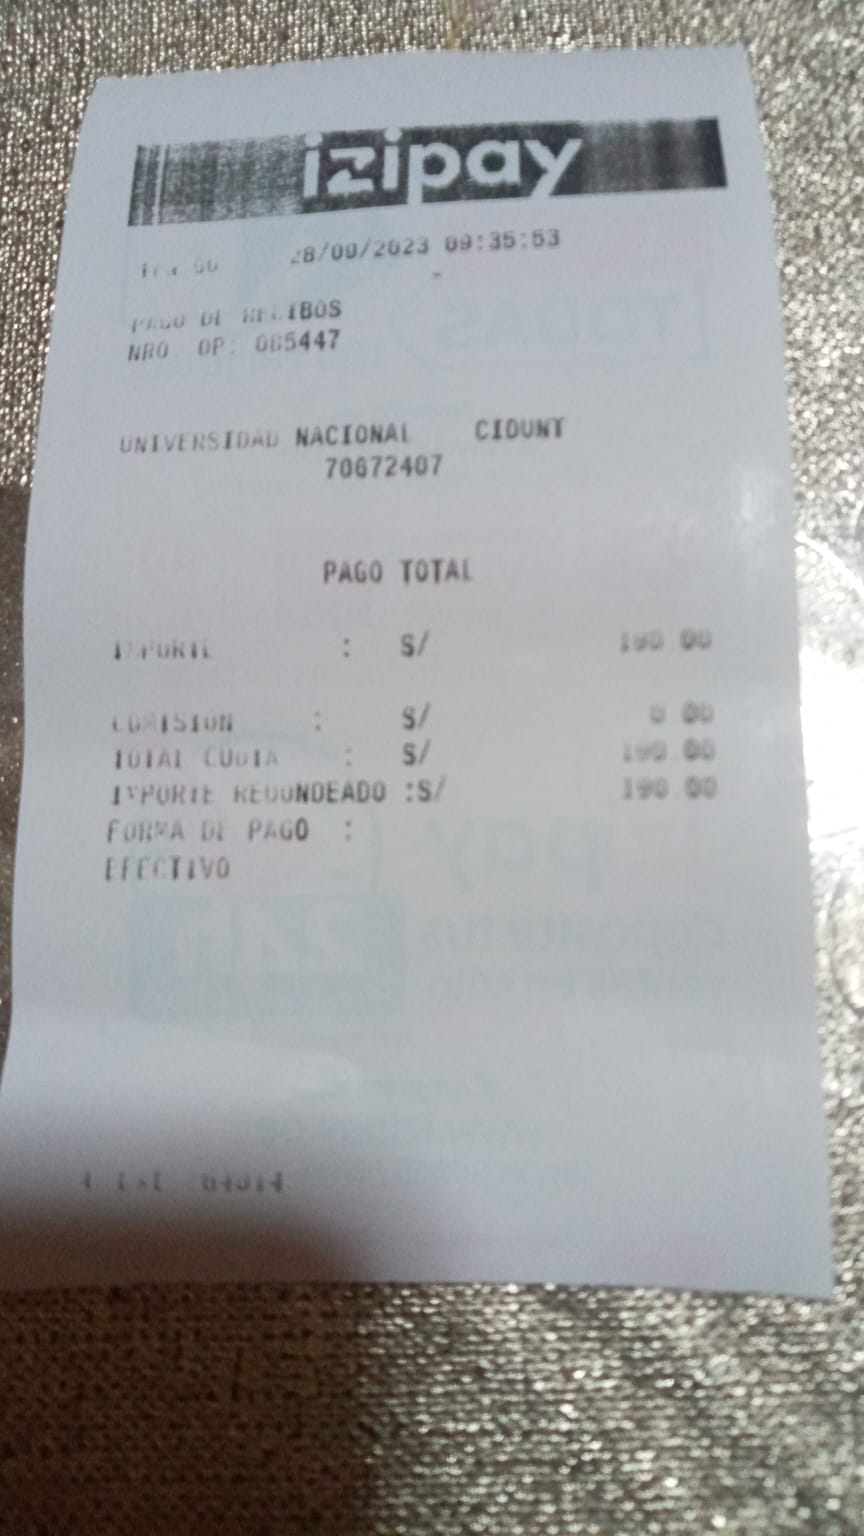 izipay
28/09/2023 09:35:53
PAGO DE RECIBOS
NRO OP: 085447
UNIVERSIDAD NACIONAL CIDUNT
70672407
PAGO TOTAL
IMPORTE : S/ 190.00
COMISION : S/ 0.00
TOTAL CUOTA : S/ 190.00
IMPORTE REDONDEADO :S/ 190.00
FORMA DE PAGO :
EFECTIVO